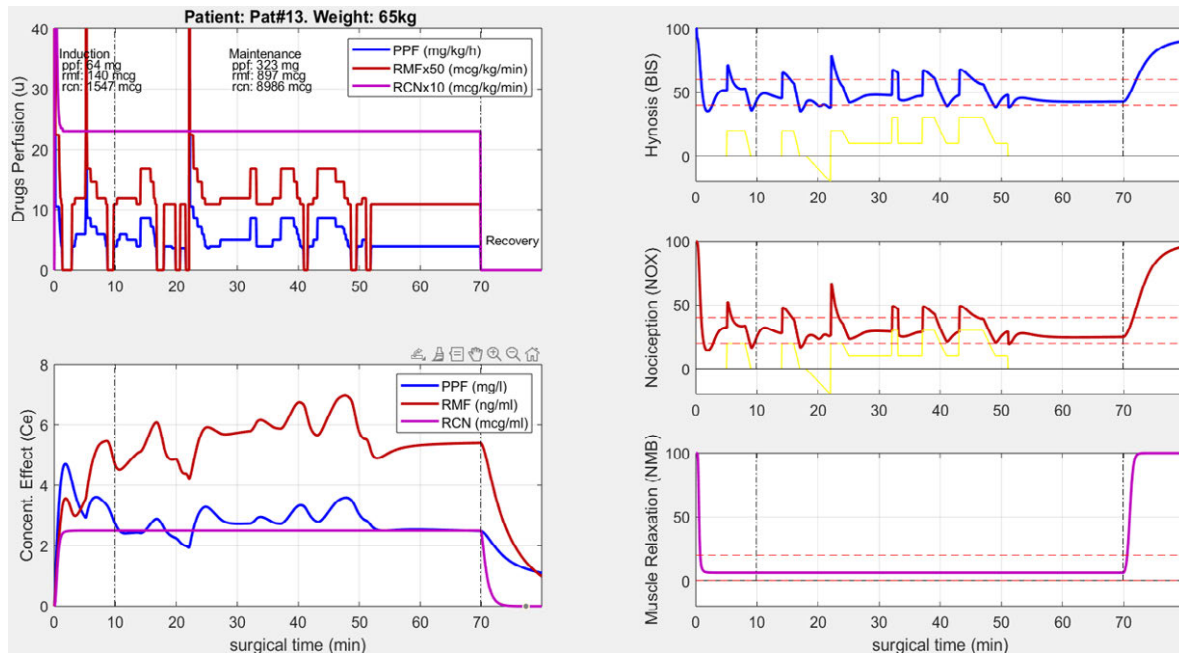 Patient: Pat#13. Weight: 65kg
Drugs Perfusion (u)
40
30
20
10
0
Induction
ppf: 64 mg
rmf: 140 mcg
rcn: 1547 mcg
Maintenance
ppf: 323 mg
rmf: 897 mcg
rcn: 8986 mcg
PPF (mg/kg/h)
RMFx50 (mcg/kg/min)
RCNx10 (mcg/kg/min)
Recovery
0 10 20 30 40 50 60 70
Concent. Effect (Ce)
8
6
4
2
0
PPF (mg/l)
RMF (ng/ml)
RCN (mcg/ml)
0 10 20 30 40 50 60 70
surgical time (min)
Hynosis (BIS)
100
50
0
0 10 20 30 40 50 60 70 80
Nociception (NOX)
100
50
0
0 10 20 30 40 50 60 70 80
Muscle Relaxation (NMB)
100
50
0
0 10 20 30 40 50 60 70 80
surgical time (min)